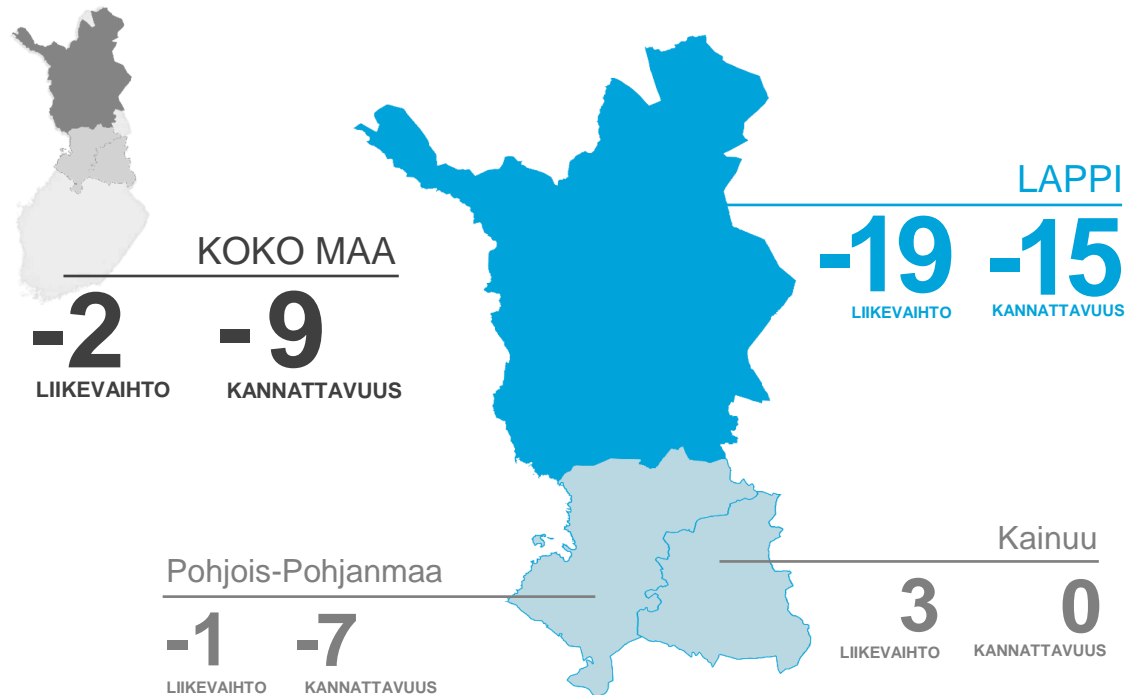 LAPPI
-19 -15
LIIKEVAIHTO KANNATTAVUUS
KOKO MAA
-2 -9
LIIKEVAIHTO KANNATTAVUUS
Kainuu
3 0
LIIKEVAIHTO KANNATTAVUUS
Pohjois-Pohjanmaa
-1 -7
LIIKEVAIHTO KANNATTAVUUS